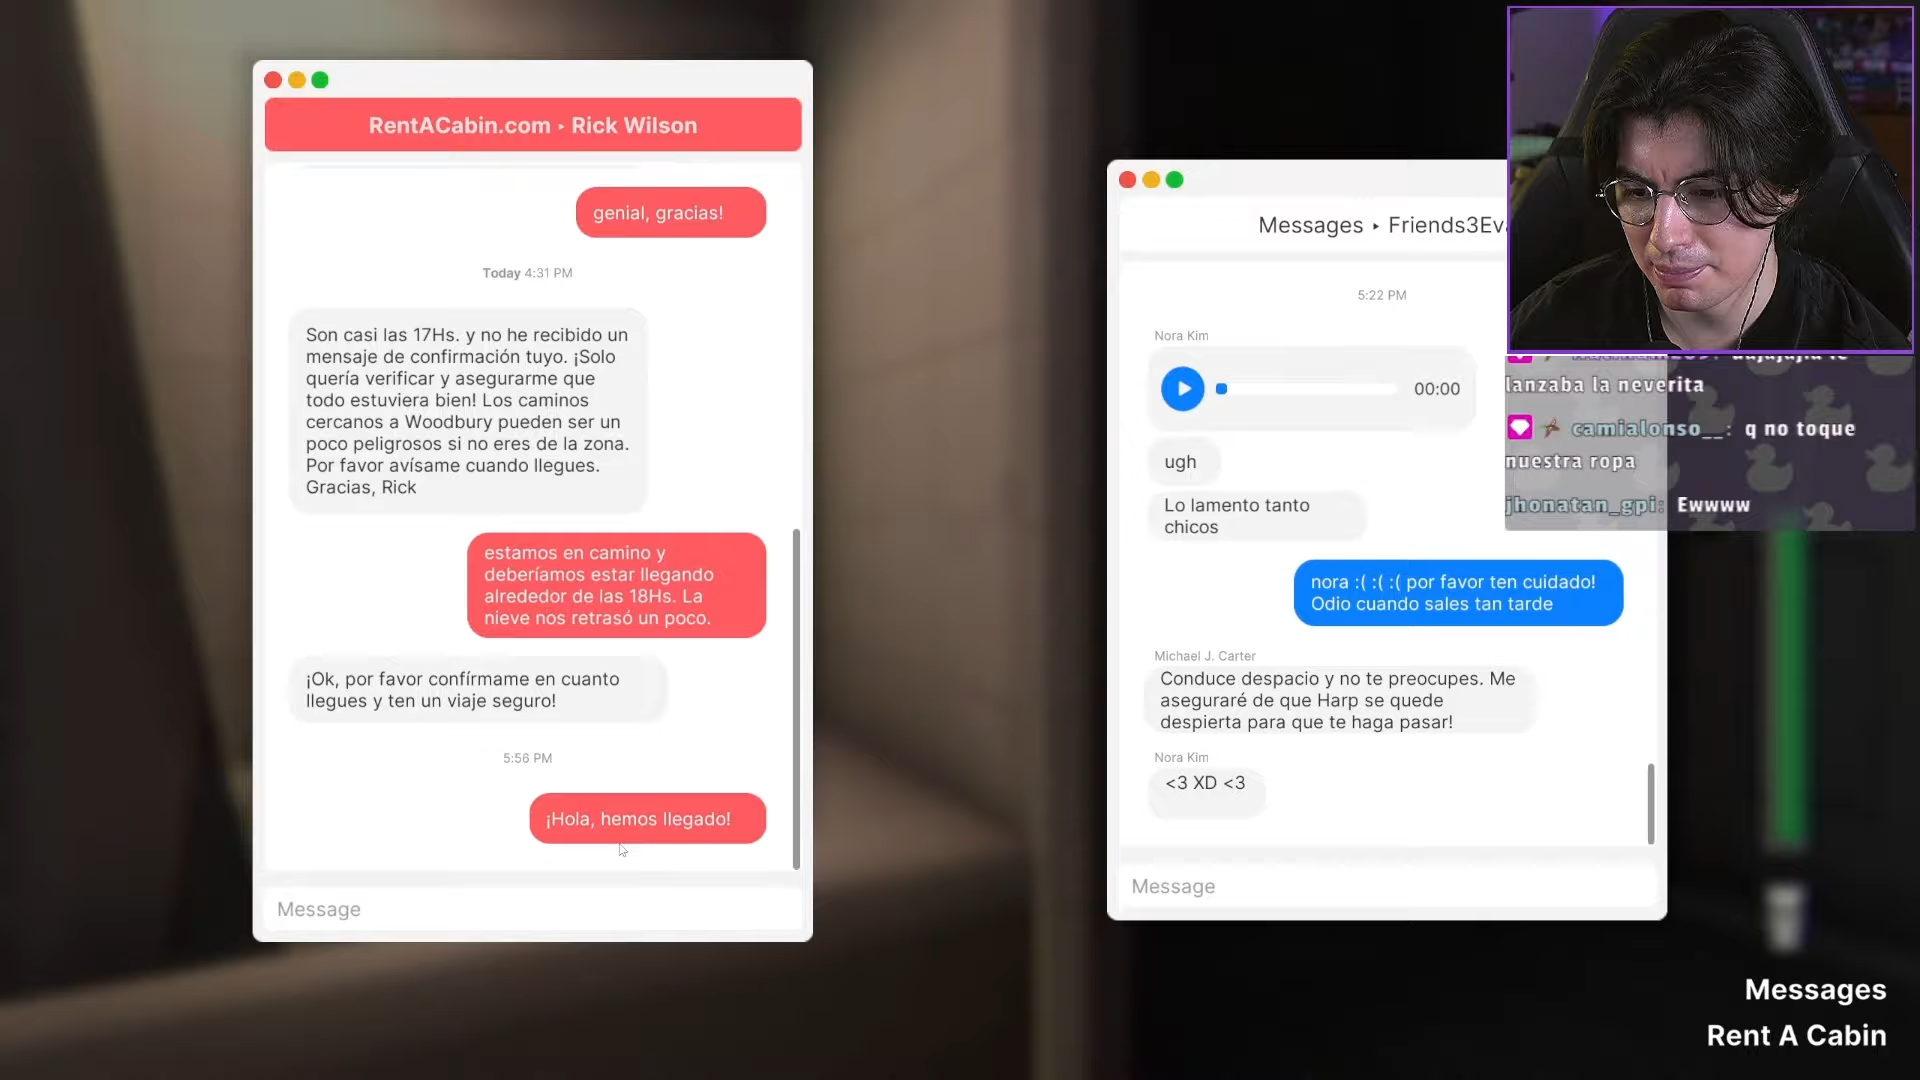 RentACabin.com ‣ Rick Wilson
genial, gracias!
Today 4:31 PM
Son casi las 17Hs. y no he recibido un
mensaje de confirmación tuyo. ¡Solo
quería verificar y asegurarme que
todo estuviera bien! Los caminos
cercanos a Woodbury pueden ser un
poco peligrosos si no eres de la zona.
Por favor avísame cuando llegues.
Gracias, Rick
estamos en camino y
deberíamos estar llegando
alrededor de las 18Hs. La
nieve nos retrasó un poco.
¡Ok, por favor confírmame en cuanto
llegues y ten un viaje seguro!
5:56 PM
¡Hola, hemos llegado!
Message
Messages ‣ Friends3Ev
5:22 PM
Nora Kim
00:00
ugh
Lo lamento tanto
chicos
nora :( :( :( por favor ten cuidado!
Odio cuando sales tan tarde
Michael J. Carter
Conduce despacio y no te preocupes. Me
aseguraré de que Harp se quede
despierta para que te haga pasar!
Nora Kim
<3 XD <3
Message
lanzaba la neverita
camialonso__: q no toque
nuestra ropa
jhonatan_gpi: Ewwww
Messages
Rent A Cabin